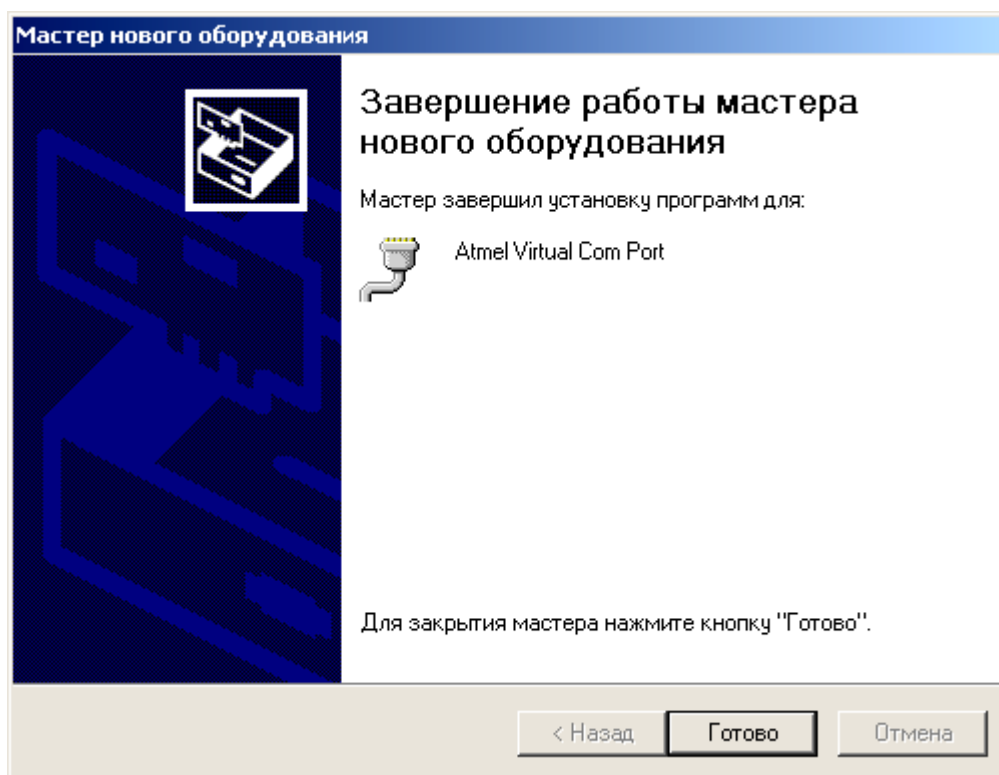 Мастер нового оборудования
Завершение работы мастера
нового оборудования
Мастер завершил установку программ для:
Atmel Virtual Com Port
Для закрытия мастера нажмите кнопку "Готово".
< Назад
Готово
Отмена